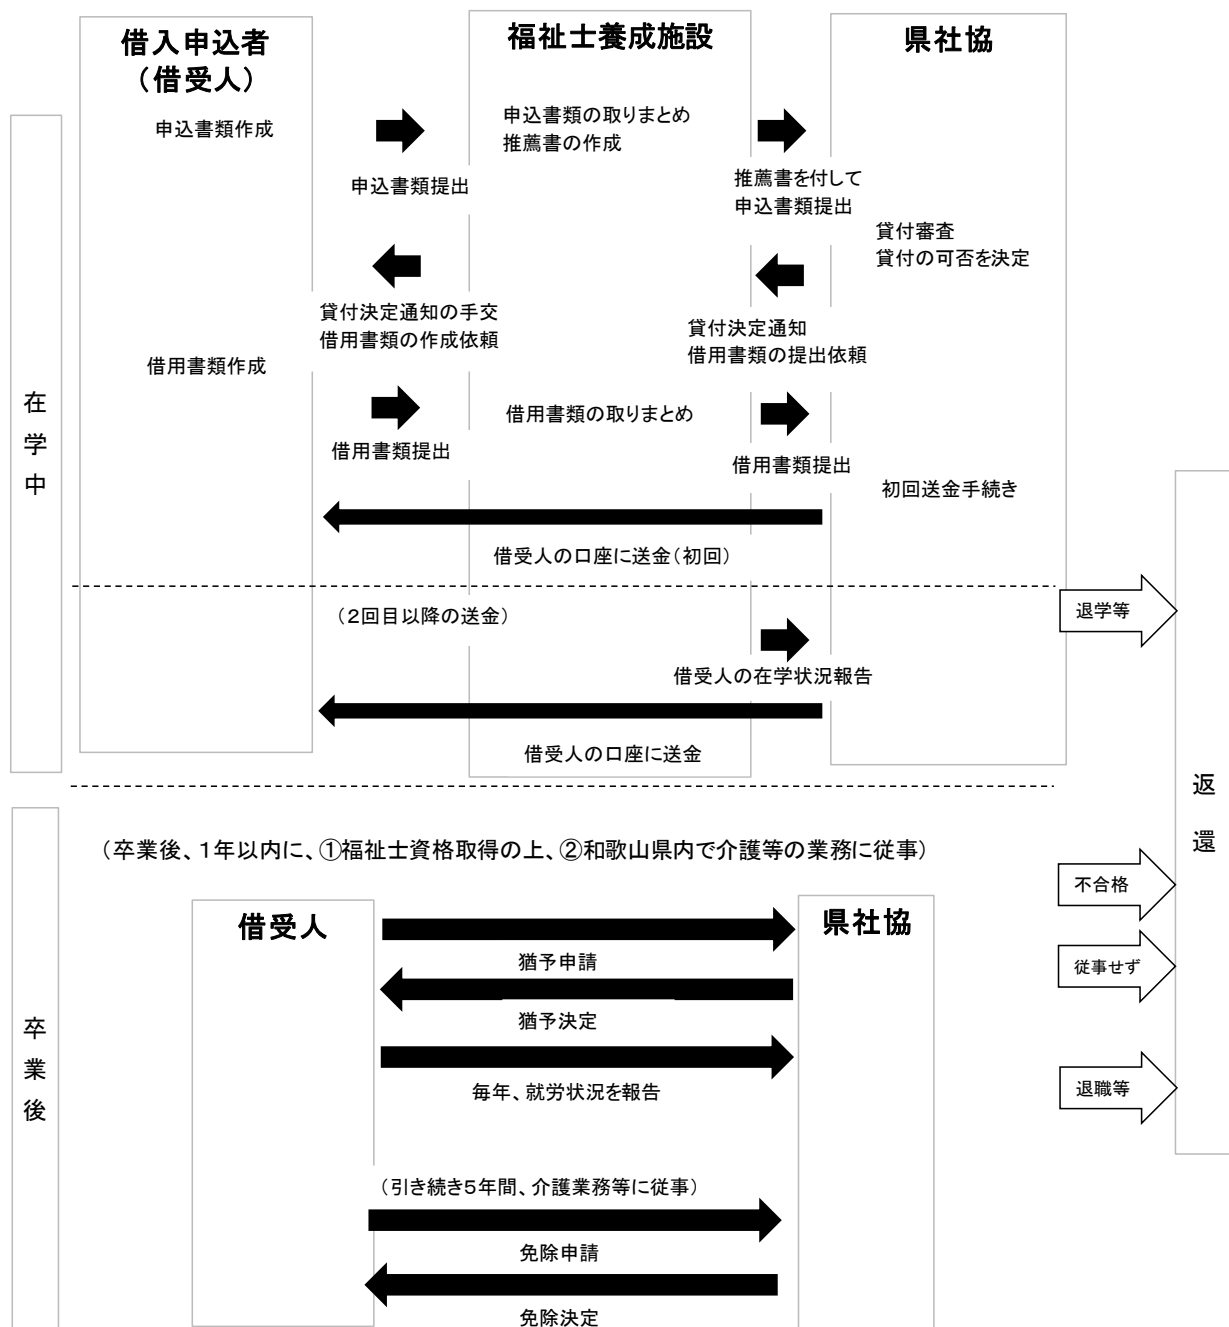 借入申込者
（借受人）
福祉士養成施設
県社協
在学中
申込書類作成
申込書類の取りまとめ
推薦書の作成
申込書類提出
推薦書を付して
申込書類提出
貸付審査
貸付の可否を決定
貸付決定通知の手交
借用書類の作成依頼
貸付決定通知
借用書類の提出依頼
借用書類作成
借用書類の取りまとめ
借用書類提出
借用書類提出
初回送金手続き
借受人の口座に送金（初回）
（２回目以降の送金）
退学等
借受人の在学状況報告
借受人の口座に送金
返還
卒業後
（卒業後、１年以内に、①福祉士資格取得の上、②和歌山県内で介護等の業務に従事）
不合格
借受人
県社協
猶予申請
従事せず
猶予決定
毎年、就労状況を報告
退職等
（引き続き５年間、介護業務等に従事）
免除申請
免除決定